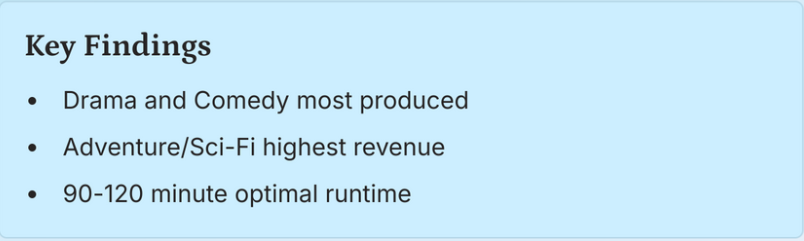 Key Findings
• Drama and Comedy most produced
• Adventure/Sci-Fi highest revenue
• 90-120 minute optimal runtime